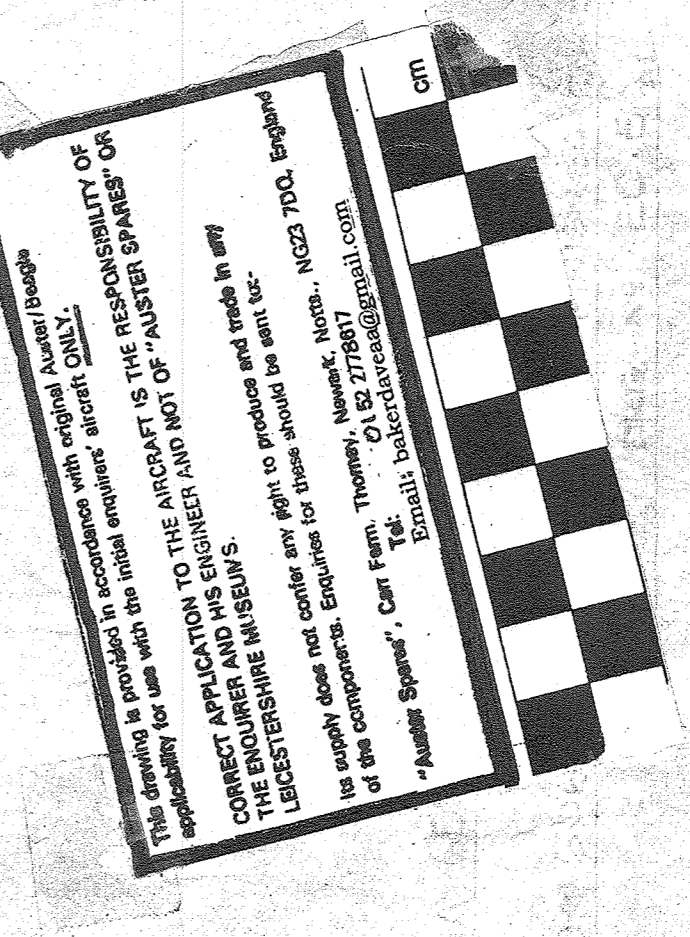 This drawing is provided in accordance with original Auster/Beagle
applicability for use with the initial enquirers' aircraft ONLY.
CORRECT APPLICATION TO THE AIRCRAFT IS THE RESPONSIBILITY OF
THE ENQUIRER AND HIS ENGINEER AND NOT OF "AUSTER SPARES" OR
LEICESTERSHIRE MUSEUMS.
Its supply does not confer any right to produce and trade in any
of the components. Enquiries for these should be sent to:-
"Auster Spares", Carr Farm, Thorney, Newark, Notts., NG23 7DQ, England
Tel: 01 52 2778617
Email: bakerdaveaa@gmail.com
cm